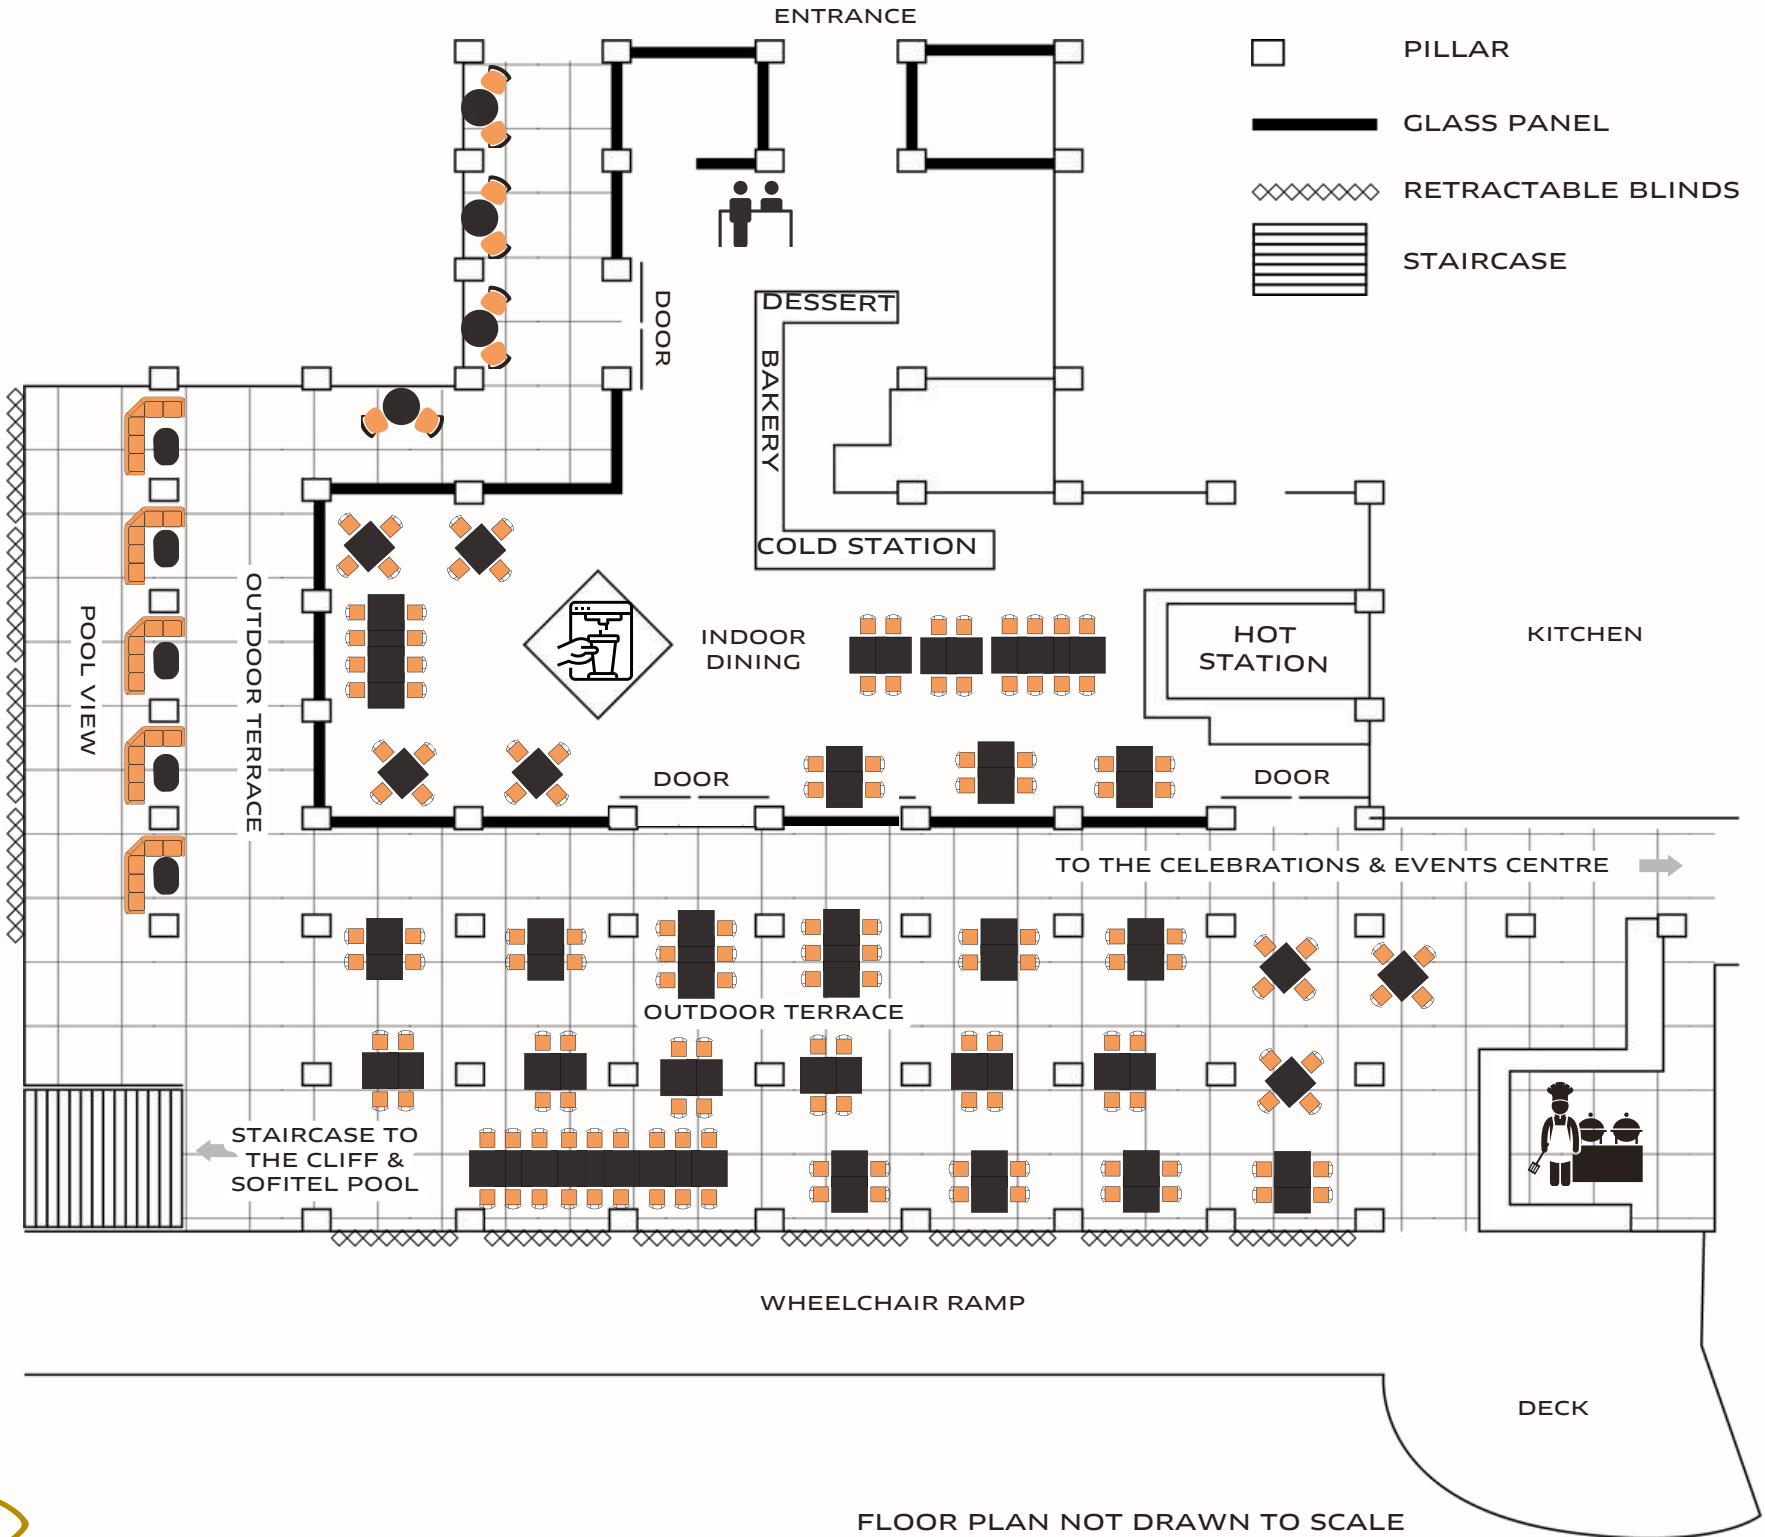 ENTRANCE
PILLAR
GLASS PANEL
RETRACTABLE BLINDS
STAIRCASE
DOOR
DESSERT
BAKERY
COLD STATION
POOL VIEW
OUTDOOR TERRACE
INDOOR
DINING
HOT
STATION
KITCHEN
DOOR
DOOR
TO THE CELEBRATIONS & EVENTS CENTRE
OUTDOOR TERRACE
STAIRCASE TO
THE CLIFF &
SOFITEL POOL
WHEELCHAIR RAMP
DECK
FLOOR PLAN NOT DRAWN TO SCALE